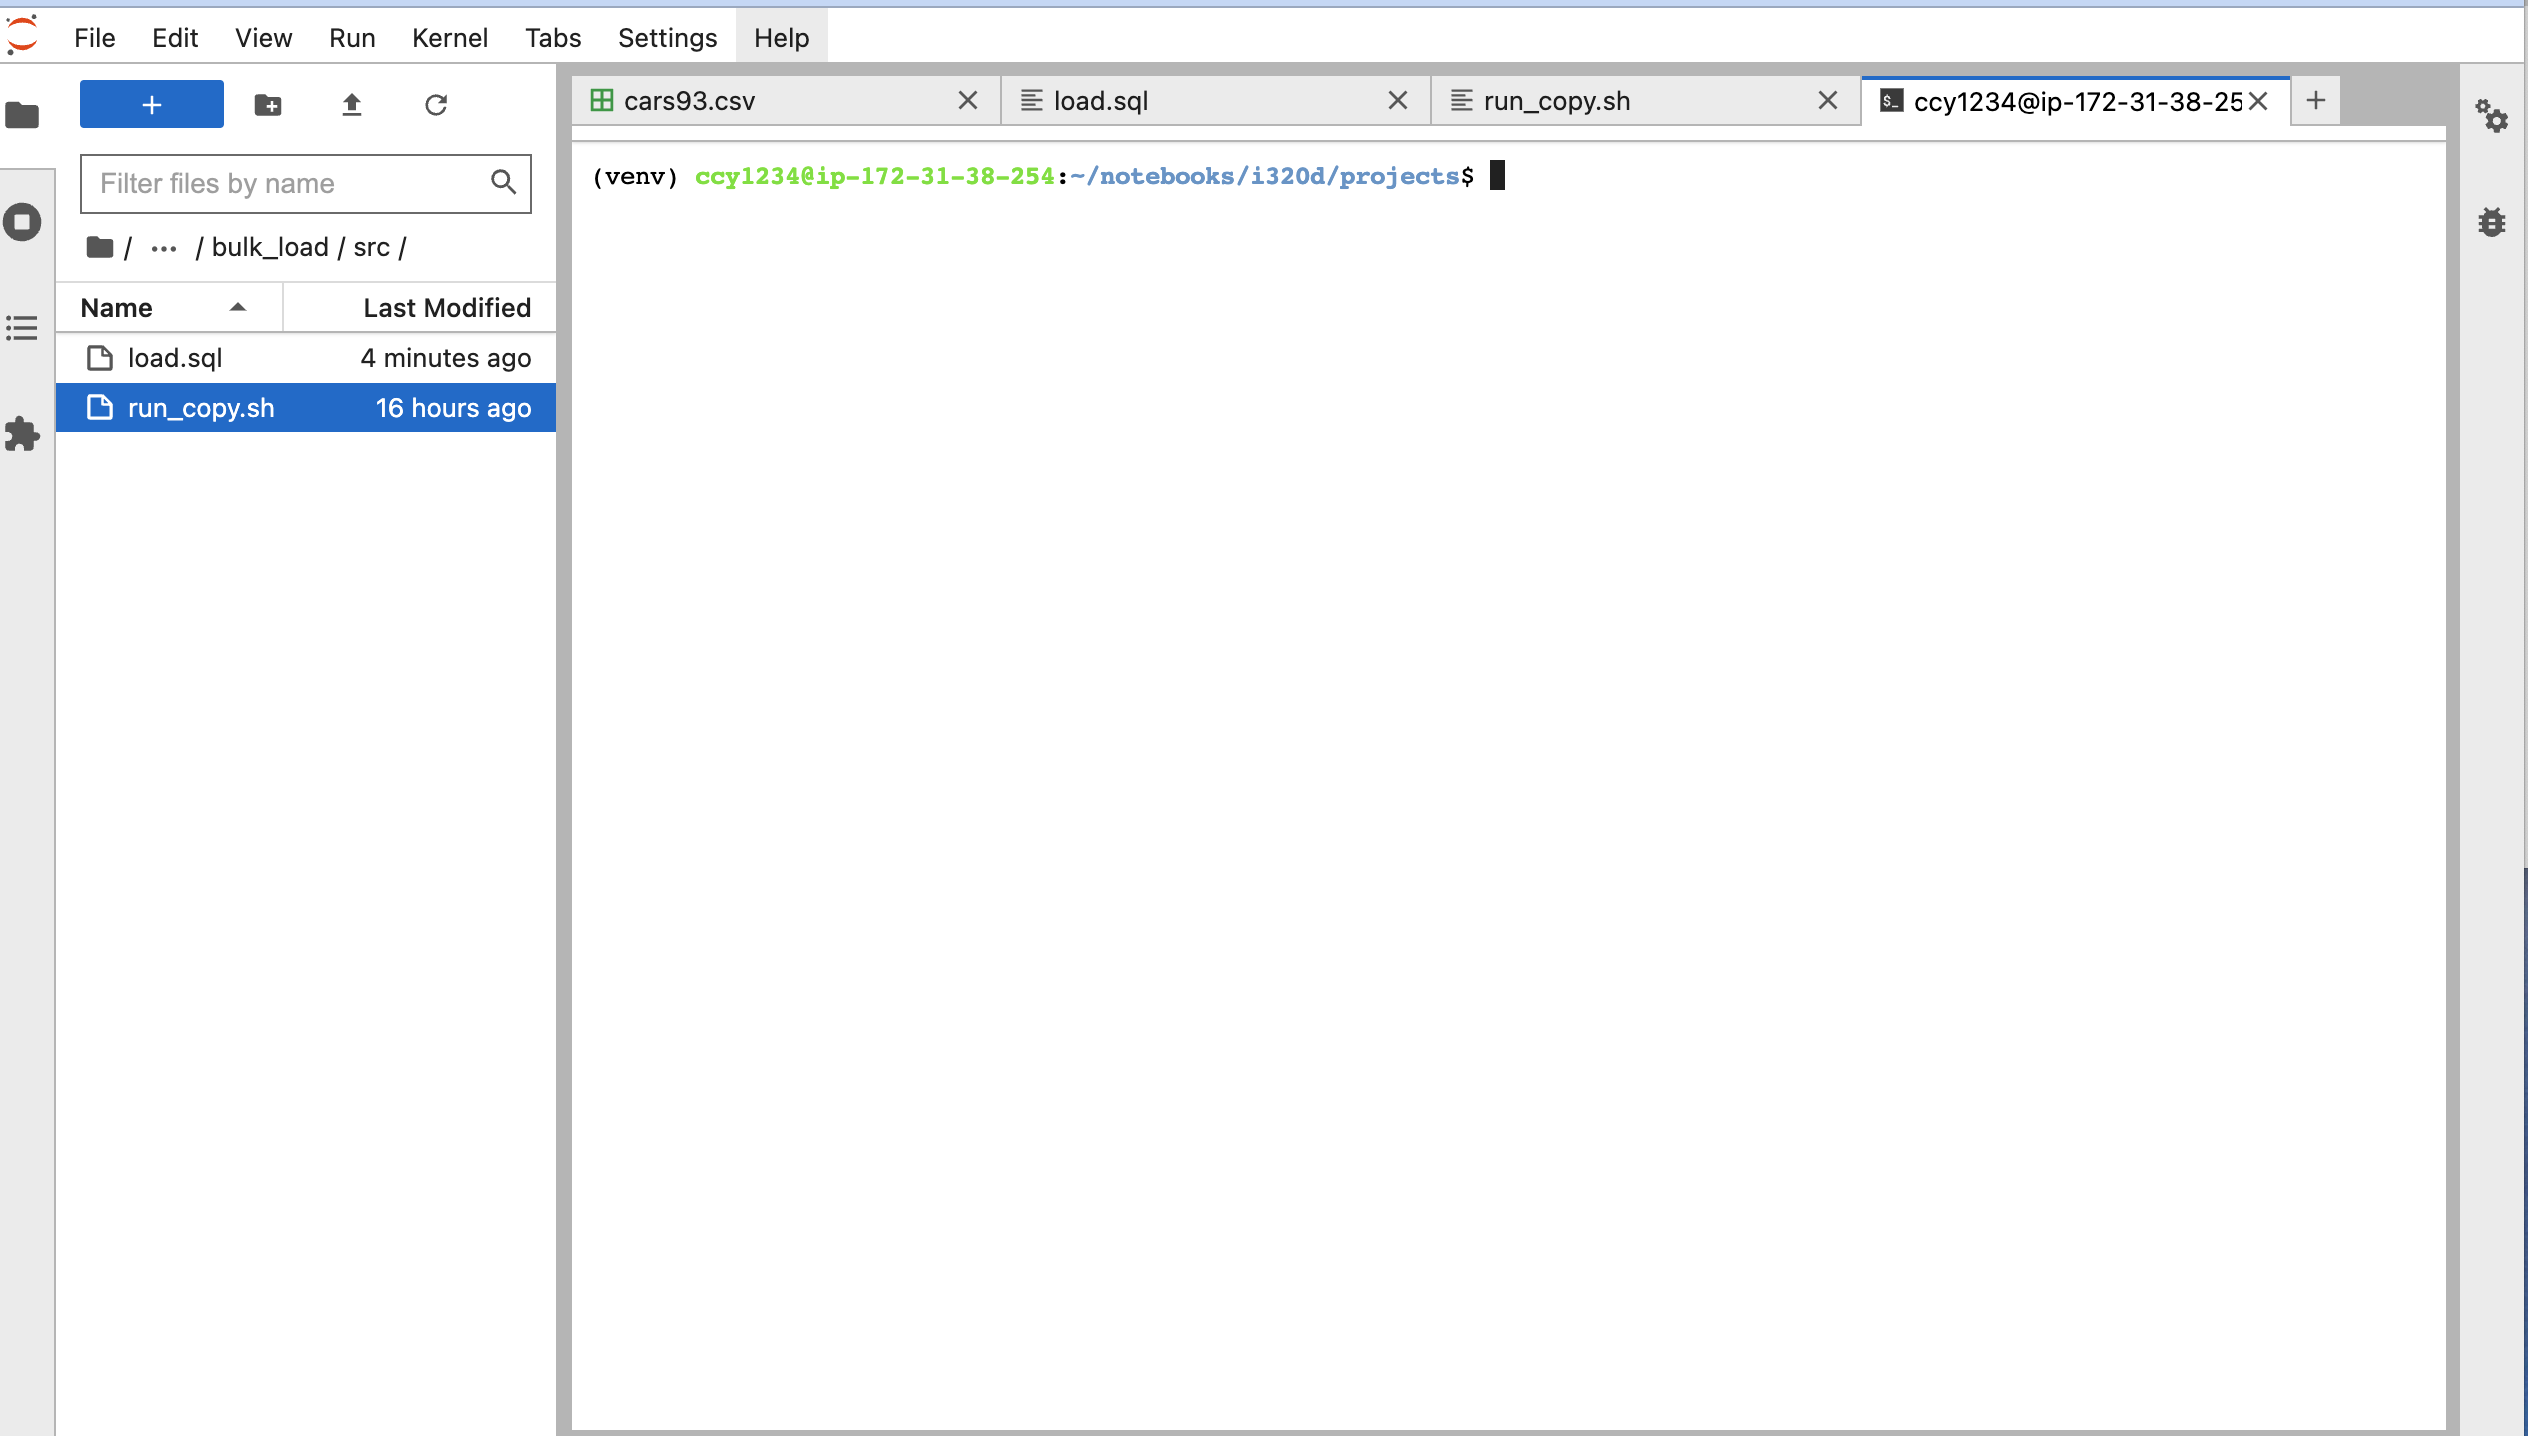 File Edit View Run Kernel Tabs Settings Help
+
Filter files by name
/ ... / bulk_load / src /
Name Last Modified
load.sql 4 minutes ago
run_copy.sh 16 hours ago
cars93.csv load.sql run_copy.sh $_ ccy1234@ip-172-31-38-25 +
(venv) ccy1234@ip-172-31-38-254:~/notebooks/i320d/projects$